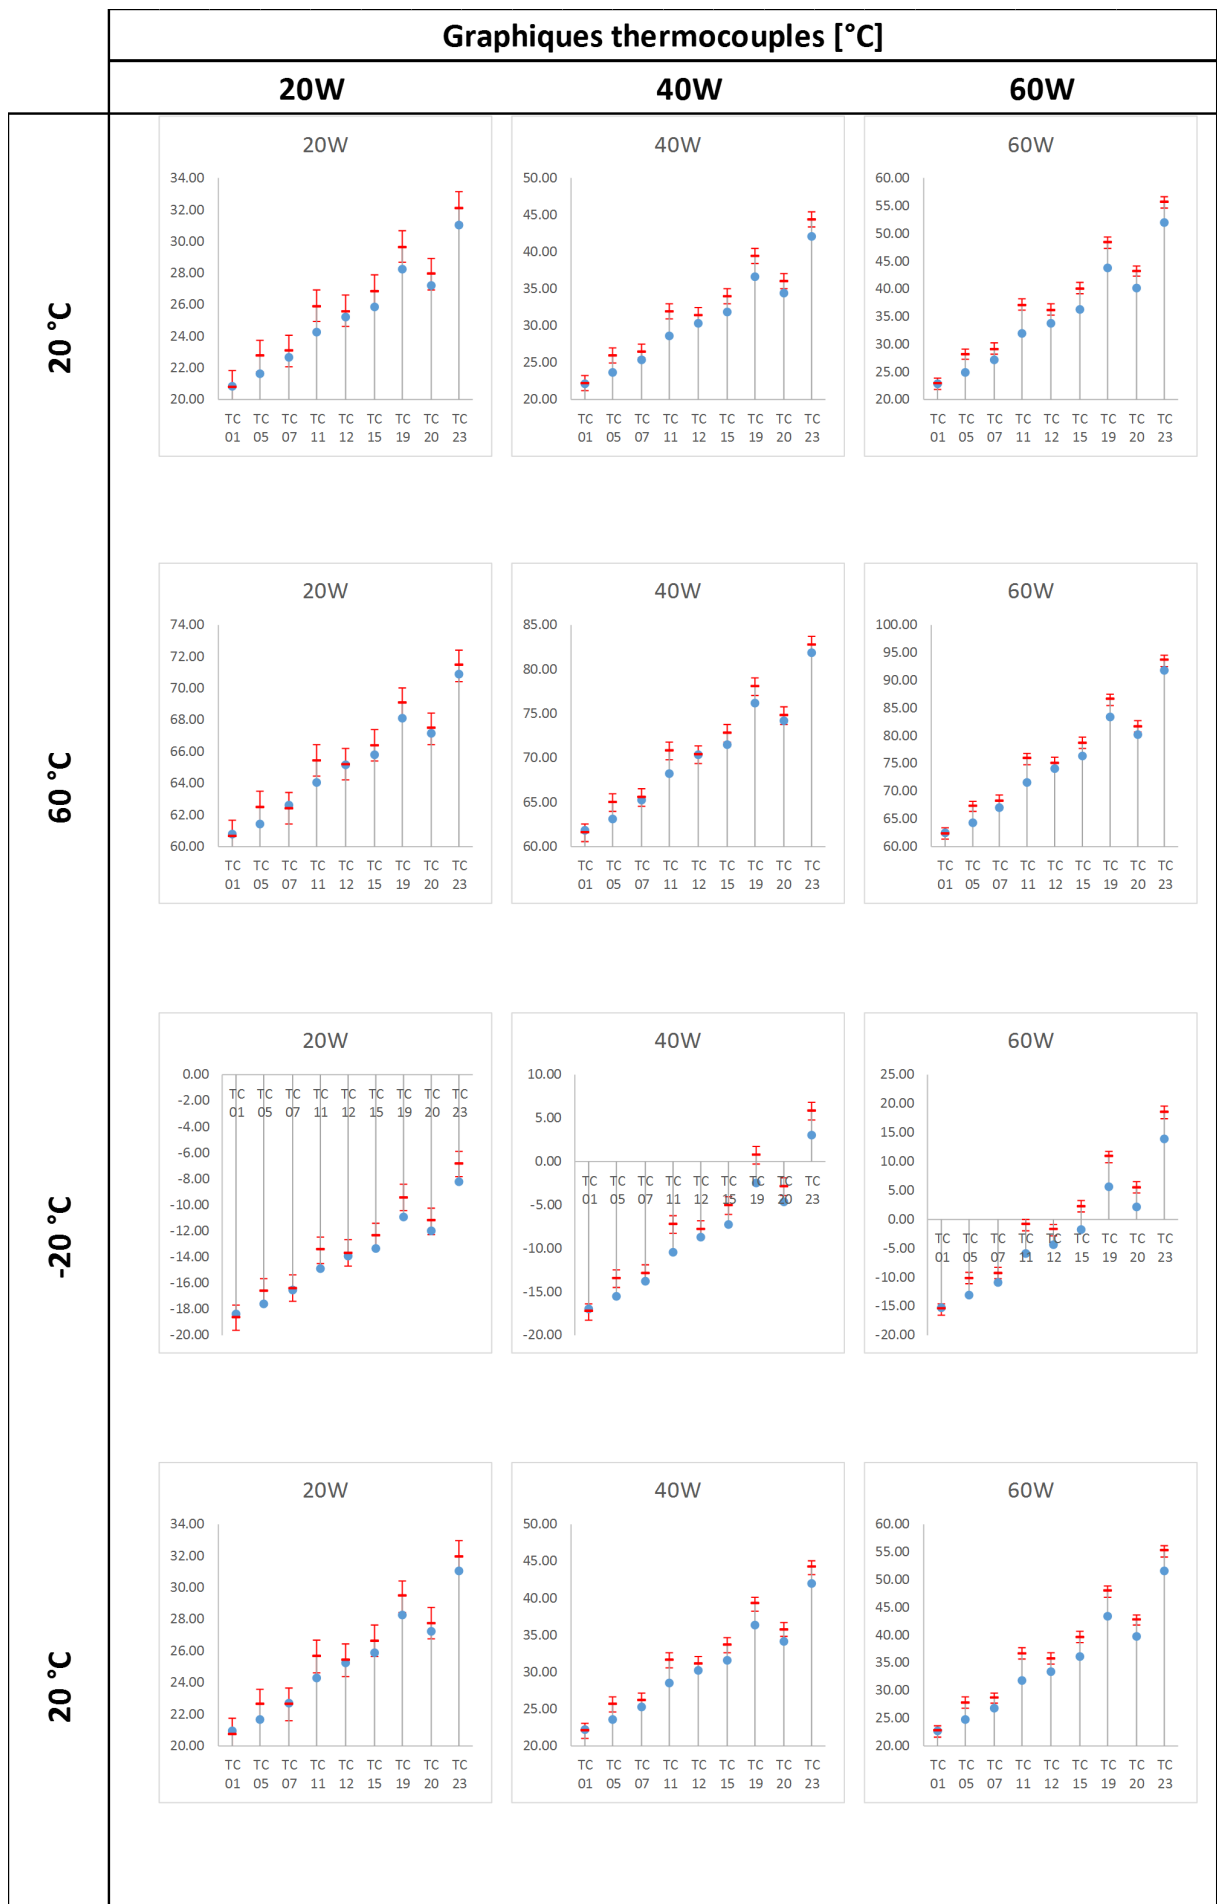 Graphiques thermocouples [°C]
20W 40W 60W
20 °C
20W
34.00
32.00
30.00
28.00
26.00
24.00
22.00
20.00
TC TC TC TC TC TC TC TC TC
01 05 07 11 12 15 19 20 23
40W
50.00
45.00
40.00
35.00
30.00
25.00
20.00
TC TC TC TC TC TC TC TC TC
01 05 07 11 12 15 19 20 23
60W
60.00
55.00
50.00
45.00
40.00
35.00
30.00
25.00
20.00
TC TC TC TC TC TC TC TC TC
01 05 07 11 12 15 19 20 23
60 °C
20W
74.00
72.00
70.00
68.00
66.00
64.00
62.00
60.00
TC TC TC TC TC TC TC TC TC
01 05 07 11 12 15 19 20 23
40W
85.00
80.00
75.00
70.00
65.00
60.00
TC TC TC TC TC TC TC TC TC
01 05 07 11 12 15 19 20 23
60W
100.00
95.00
90.00
85.00
80.00
75.00
70.00
65.00
60.00
TC TC TC TC TC TC TC TC TC
01 05 07 11 12 15 19 20 23
-20 °C
20W
0.00
-2.00
-4.00
-6.00
-8.00
-10.00
-12.00
-14.00
-16.00
-18.00
-20.00
TC TC TC TC TC TC TC TC TC
01 05 07 11 12 15 19 20 23
40W
10.00
5.00
0.00
-5.00
-10.00
-15.00
-20.00
TC TC TC TC TC TC TC TC TC
01 05 07 11 12 15 19 20 23
60W
25.00
20.00
15.00
10.00
5.00
0.00
-5.00
-10.00
-15.00
-20.00
TC TC TC TC TC TC TC TC TC
01 05 07 11 12 15 19 20 23
20 °C
20W
34.00
32.00
30.00
28.00
26.00
24.00
22.00
20.00
TC TC TC TC TC TC TC TC TC
01 05 07 11 12 15 19 20 23
40W
50.00
45.00
40.00
35.00
30.00
25.00
20.00
TC TC TC TC TC TC TC TC TC
01 05 07 11 12 15 19 20 23
60W
60.00
55.00
50.00
45.00
40.00
35.00
30.00
25.00
20.00
TC TC TC TC TC TC TC TC TC
01 05 07 11 12 15 19 20 23